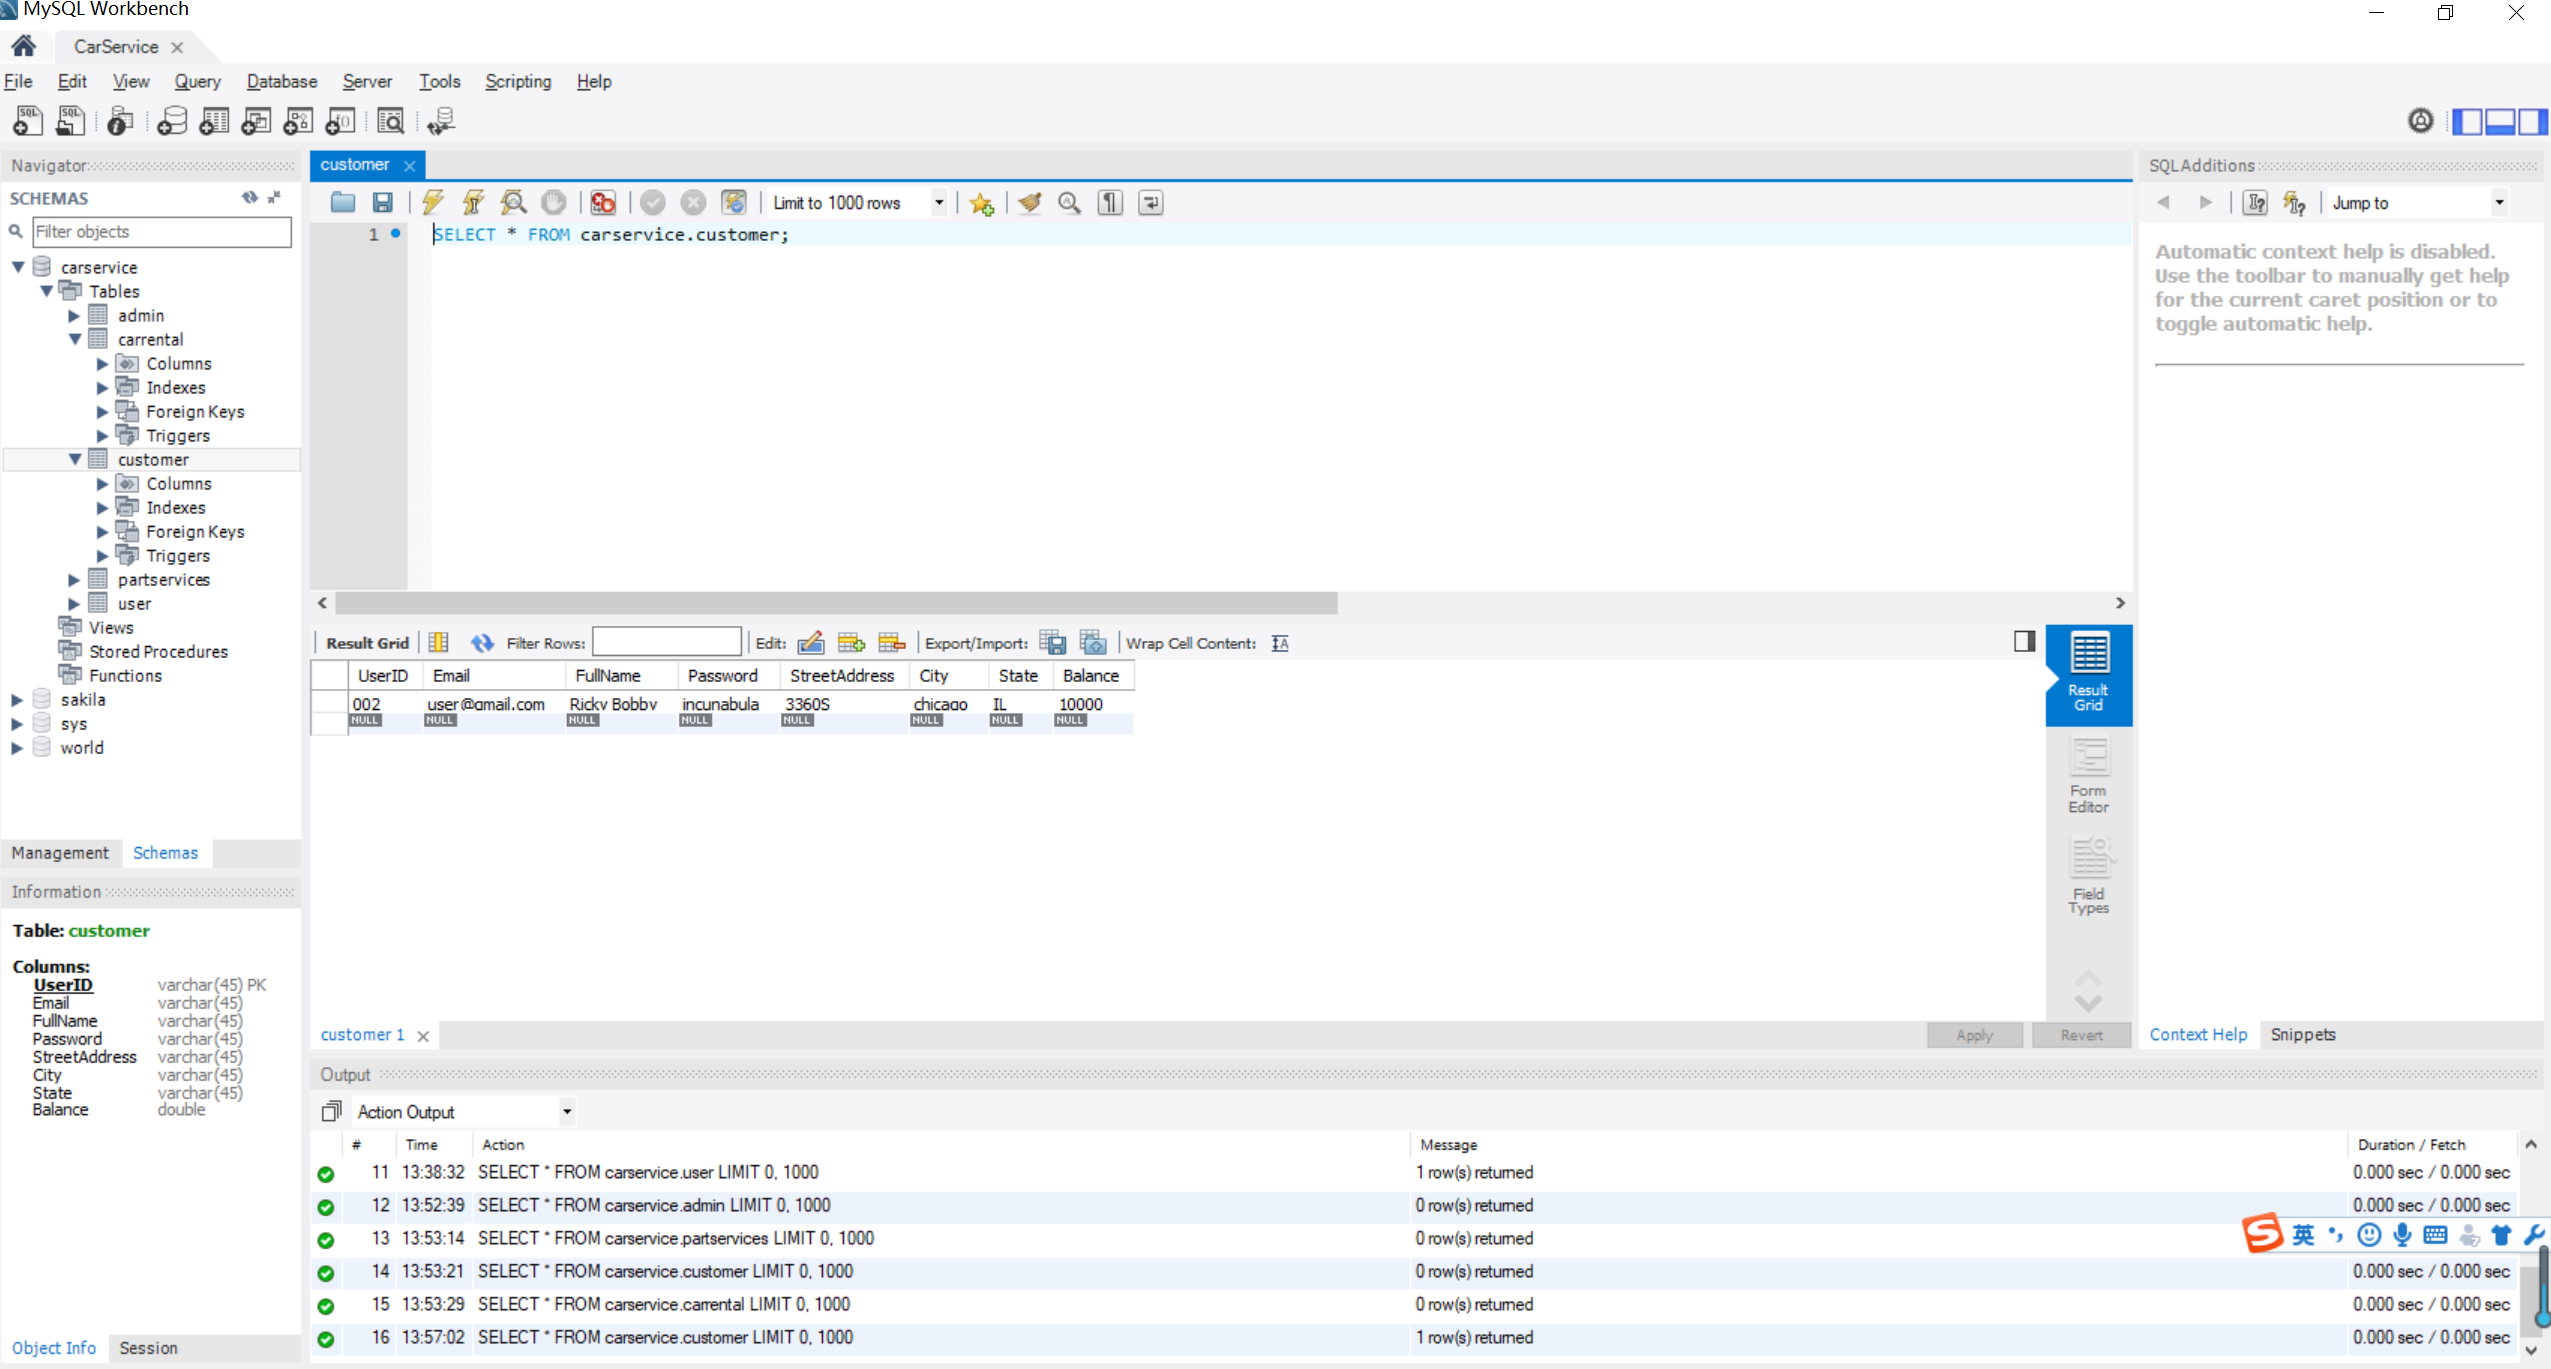 MySQL Workbench
CarService
File Edit View Query Database Server Tools Scripting Help
Navigator
SCHEMAS
Filter objects
carservice
Tables
admin
carrental
Columns
Indexes
Foreign Keys
Triggers
customer
Columns
Indexes
Foreign Keys
Triggers
partservices
user
Views
Stored Procedures
Functions
sakila
sys
world
Management Schemas
Information
Table: customer
Columns:
UserID varchar(45) PK
Email varchar(45)
FullName varchar(45)
Password varchar(45)
StreetAddress varchar(45)
City varchar(45)
State varchar(45)
Balance double
Object Info Session
customer
Limit to 1000 rows
1 SELECT * FROM carservice.customer;
Result Grid Filter Rows: Edit: Export/Import: Wrap Cell Content:
UserID Email FullName Password StreetAddress City State Balance
002 user@gmail.com Ricky Bobby incunabula 3360S chicago IL 10000
NULL NULL NULL NULL NULL NULL NULL NULL
Result Grid
Form Editor
Field Types
customer 1
Apply Revert
SQLAdditions
Jump to
Automatic context help is disabled.
Use the toolbar to manually get help
for the current caret position or to
toggle automatic help.
Context Help Snippets
Output
Action Output
# Time Action Message Duration / Fetch
11 13:38:32 SELECT * FROM carservice.user LIMIT 0, 1000 1 row(s) returned 0.000 sec / 0.000 sec
12 13:52:39 SELECT * FROM carservice.admin LIMIT 0, 1000 0 row(s) returned 0.000 sec / 0.000 sec
13 13:53:14 SELECT * FROM carservice.partservices LIMIT 0, 1000 0 row(s) returned
英
14 13:53:21 SELECT * FROM carservice.customer LIMIT 0, 1000 0 row(s) returned 0.000 sec / 0.000 sec
15 13:53:29 SELECT * FROM carservice.carrental LIMIT 0, 1000 0 row(s) returned 0.000 sec / 0.000 sec
16 13:57:02 SELECT * FROM carservice.customer LIMIT 0, 1000 1 row(s) returned 0.000 sec / 0.000 sec